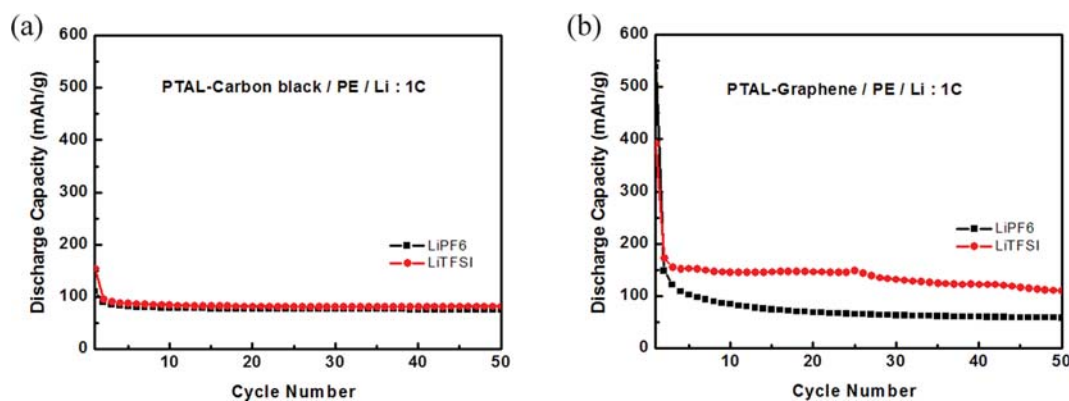 (a)
600
500
400
300
200
100
0
Discharge Capacity (mAh/g)
PTAL-Carbon black / PE / Li : 1C
LiPF6
LiTFSI
10
20
30
40
50
Cycle Number
(b)
600
500
400
300
200
100
0
Discharge Capacity (mAh/g)
PTAL-Graphene / PE / Li : 1C
LiPF6
LiTFSI
10
20
30
40
50
Cycle Number